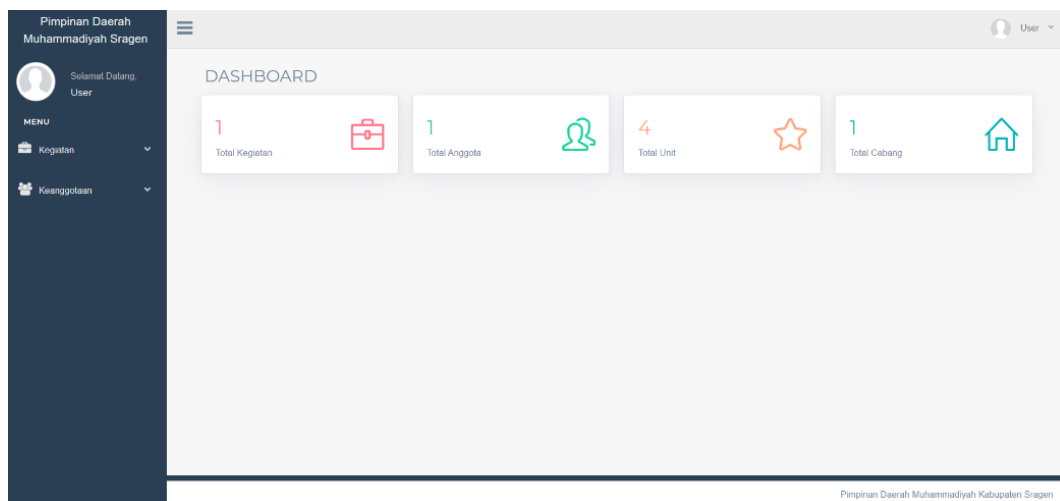 Pimpinan Daerah
Muhammadiyah Sragen
User
Selamat Datang,
User
MENU
Kegiatan
Keanggotaan
DASHBOARD
1
Total Kegiatan
1
Total Anggota
4
Total Unit
1
Total Cabang
Pimpinan Daerah Muhammadiyah Kabupaten Sragen